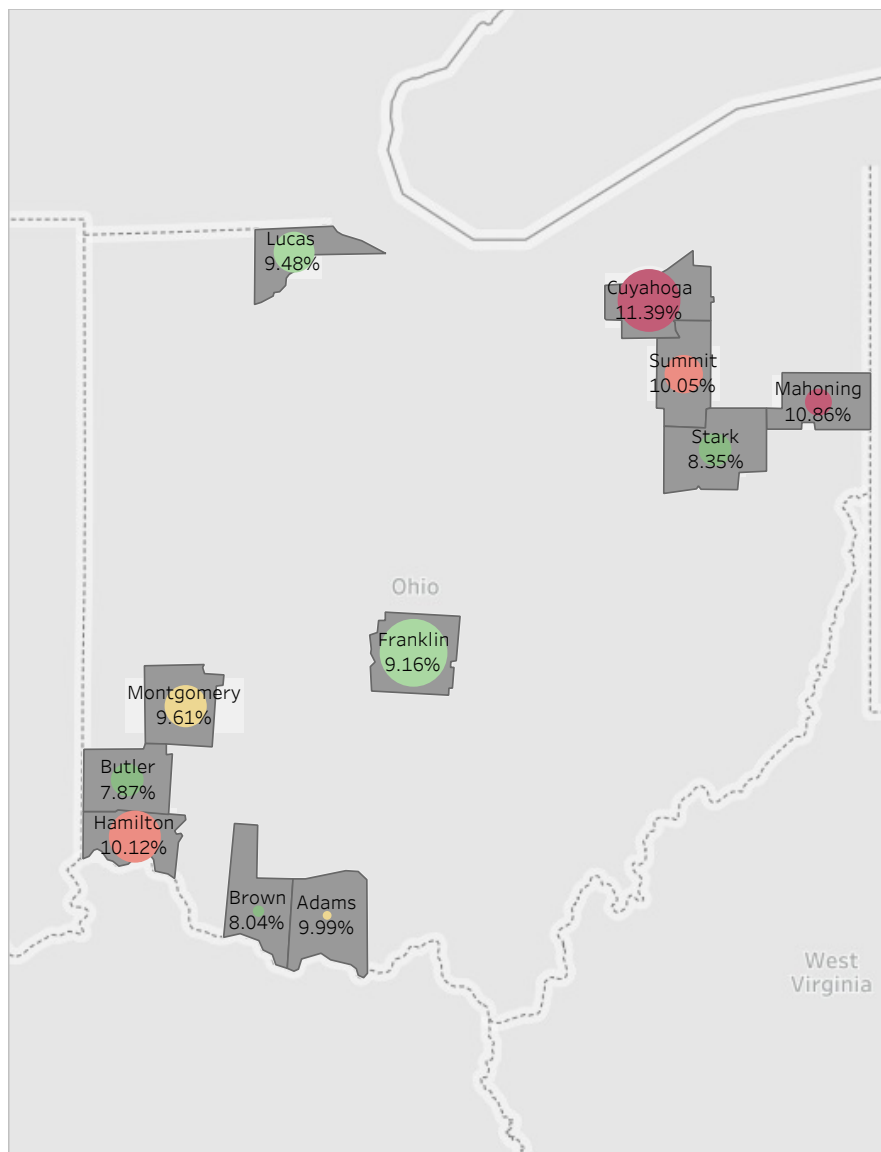 Lucas
9.48%
Cuyahoga
11.39%
Summit
10.05%
Mahoning
10.86%
Stark
8.35%
Ohio
Franklin
9.16%
Montgomery
9.61%
Butler
7.87%
Hamilton
10.12%
Brown
8.04%
Adams
9.99%
West
Virginia